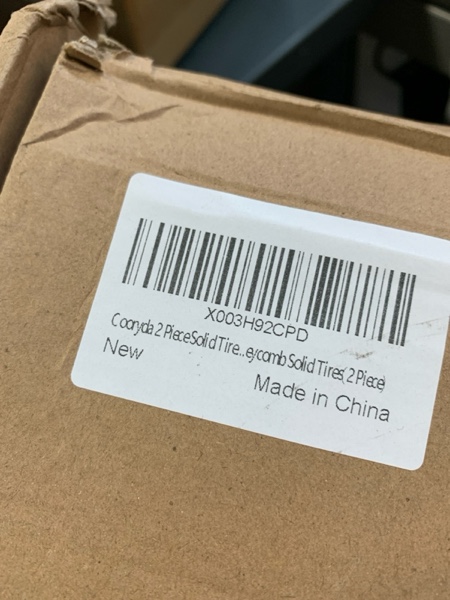 X003H92CPD
Cooryda 2 Piece Solid Tire...eycomb Solid Tires(2 Piece)
New
Made in China